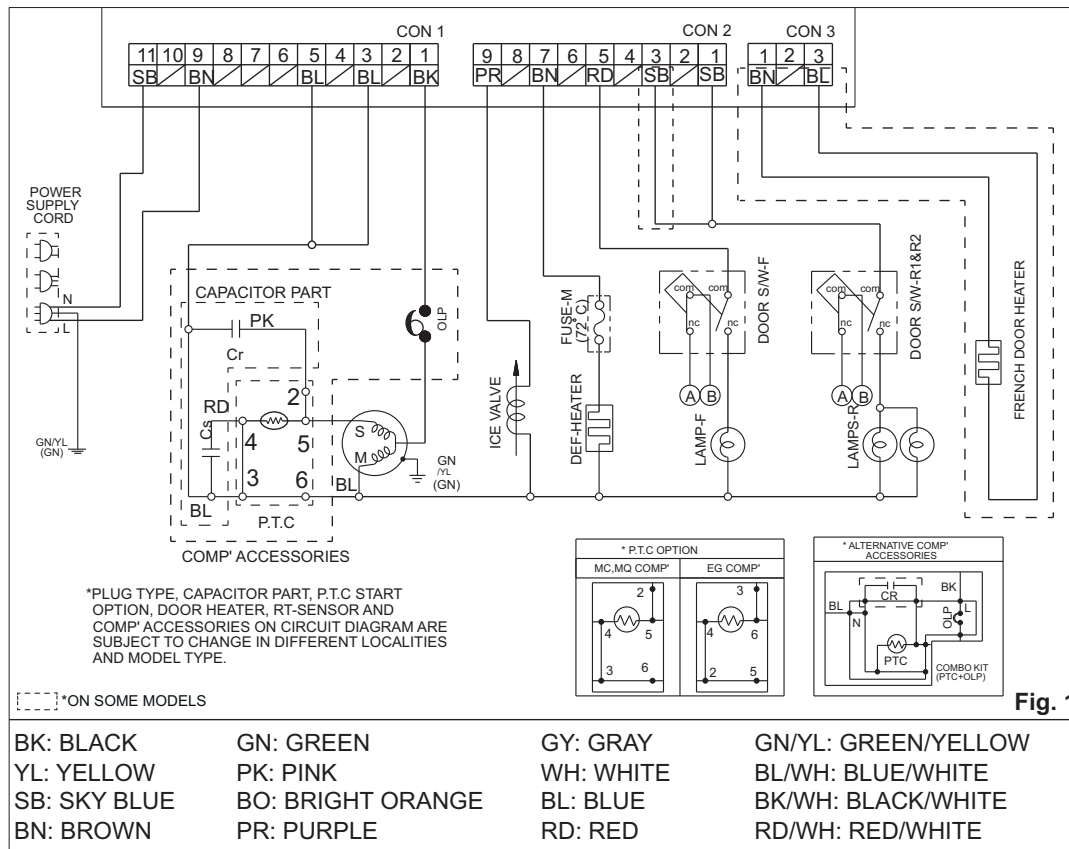 CON 1
CON 2
CON 3
11 10 9 8 7 6 5 4 3 2 1
SB BN BL BL BK
9 8 7 6 5 4 3 2 1
PR BN RD SB SB
1 2 3
BN BL
POWER
SUPPLY
CORD
N
L
GN/YL
(GN)
CAPACITOR PART
PK
Cr
RD
Cs
2
4 5
3 6
BL
P.T.C
COMP' ACCESSORIES
6
OLP
S
M
BL
GN
/YL
(GN)
ICE VALVE
FUSE-M
(72°C)
DEF-HEATER
com com
nc nc
A B
DOOR S/W-F
LAMP-F
com com
nc nc
A B
DOOR S/W-R1&R2
LAMPS-R
FRENCH DOOR HEATER
*PLUG TYPE, CAPACITOR PART, P.T.C START
OPTION, DOOR HEATER, RT-SENSOR AND
COMP' ACCESSORIES ON CIRCUIT DIAGRAM ARE
SUBJECT TO CHANGE IN DIFFERENT LOCALITIES
AND MODEL TYPE.
* P.T.C OPTION
MC,MQ COMP' EG COMP'
2
4 5
3 6
3
4 6
2 5
* ALTERNATIVE COMP'
ACCESSORIES
BK
CR
BL
N
L
OLP
PTC
COMBO KIT
(PTC+OLP)
*ON SOME MODELS
Fig. 1
BK: BLACK GN: GREEN GY: GRAY GN/YL: GREEN/YELLOW
YL: YELLOW PK: PINK WH: WHITE BL/WH: BLUE/WHITE
SB: SKY BLUE BO: BRIGHT ORANGE BL: BLUE BK/WH: BLACK/WHITE
BN: BROWN PR: PURPLE RD: RED RD/WH: RED/WHITE